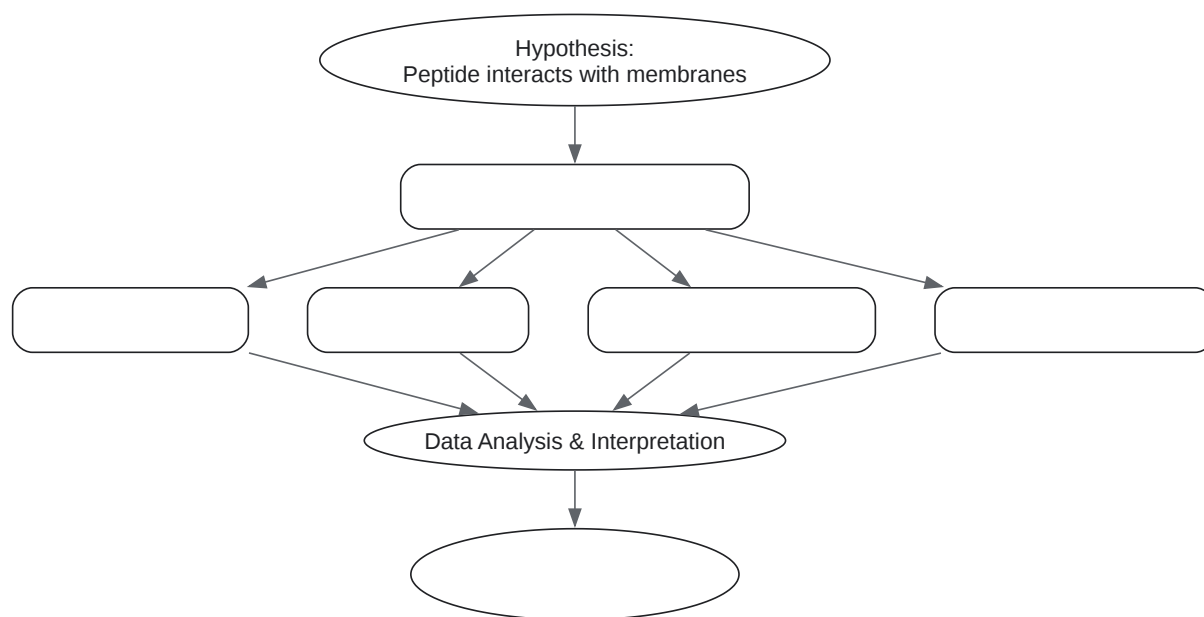 Hypothesis:
Peptide interacts with membranes
Data Analysis & Interpretation